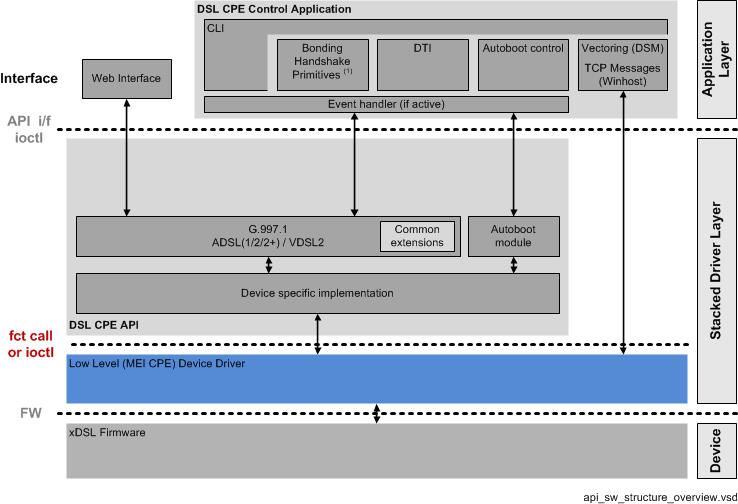 DSL CPE Control Application
CLI
Bonding
Handshake
Primitives (1)
DTI
Autoboot control
Vectoring (DSM)
TCP Messages
(Winhost)
Event handler (if active)
Application
Layer
Interface
Web Interface
API i/f
ioctl
G.997.1
ADSL(1/2/2+) / VDSL2
Common
extensions
Autoboot
module
Device specific implementation
DSL CPE API
Stacked Driver Layer
fct call
or ioctl
Low Level (MEI CPE) Device Driver
FW
xDSL Firmware
Device
api_sw_structure_overview.vsd